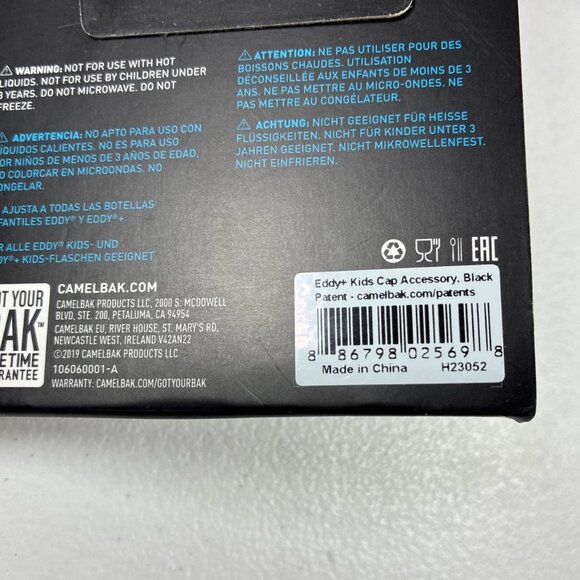 ⚠ WARNING: NOT FOR USE WITH HOT
LIQUIDS. NOT FOR USE BY CHILDREN UNDER
3 YEARS. DO NOT MICROWAVE. DO NOT
FREEZE.
⚠ ATTENTION: NE PAS UTILISER POUR DES
BOISSONS CHAUDES. UTILISATION
DÉCONSEILLÉE AUX ENFANTS DE MOINS DE 3
ANS. NE PAS METTRE AU MICRO-ONDES. NE
PAS METTRE AU CONGÉLATEUR.
⚠ ADVERTENCIA: NO APTO PARA USO CON
LÍQUIDOS CALIENTES. NO APTO PARA USO
POR NIÑOS DE MENOS DE 3 AÑOS DE EDAD.
NO COLORCAR EN MICROONDAS. NO
CONGELAR.
⚠ ACHTUNG: NICHT GEEIGNET FÜR HEISSE
FLÜSSIGKEITEN. NICHT FÜR KINDER UNTER 3
JAHREN GEEIGNET. NICHT MIKROWELLENFEST.
NICHT EINFRIEREN.
AJUSTA A TODAS LAS BOTELLAS
INFANTILES EDDY® Y EDDY®+
FÜR ALLE EDDY® KIDS- UND
EDDY®+ KIDS-FLASCHEN GEEIGNET
EAC
GOT YOUR
BAK™
LIFETIME
GUARANTEE
CAMELBAK.COM
CAMELBAK PRODUCTS LLC, 2000 S. MCDOWELL
BLVD, STE. 200, PETALUMA, CA 94954
CAMELBAK EU, RIVER HOUSE, ST. MARY'S RD,
NEWCASTLE WEST, IRELAND V42AN22
©2019 CAMELBAK PRODUCTS LLC
106060001-A
WARRANTY: CAMELBAK.COM/GOTYOURBAK
Eddy+ Kids Cap Accessory, Black
Patent - camelbak.com/patents
8 86798 02569 8
Made in China H23052